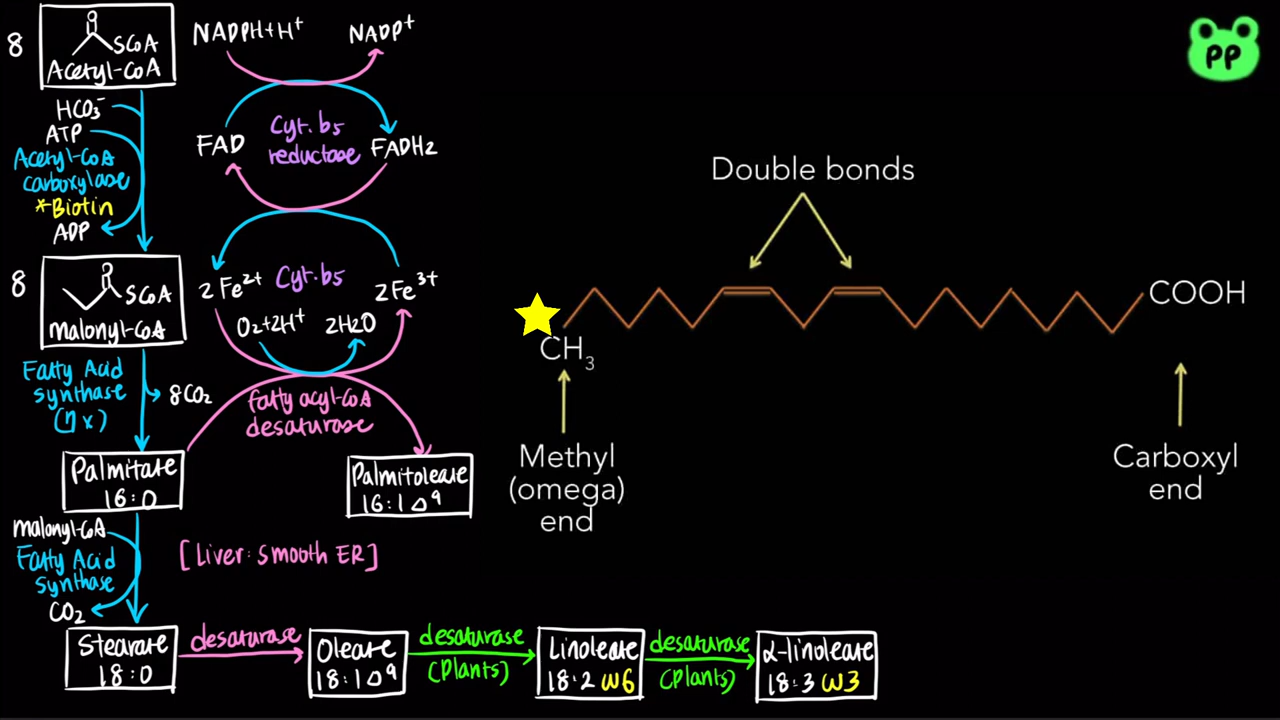 8
SCoA
Acetyl-CoA
HCO3⁻
ATP
Acetyl-CoA
carboxylase
*Biotin
ADP
8
SCoA
malonyl-CoA
Fatty Acid
synthase
(7x)
8CO2
Palmitate
16:0
malonyl-CoA
Fatty Acid
synthase
CO2
Stearate
18:0
NADPH+H⁺
NADP⁺
FAD
Cyt. b5
reductase
FADH2
2Fe²⁺
Cyt. b5
2Fe³⁺
O2+2H⁺
2H2O
fatty acyl-CoA
desaturase
Palmitoleate
16:1 Δ⁹
[Liver: smooth ER]
desaturase
Oleate
18:1 Δ⁹
desaturase
(Plants)
Linoleate
18:2 ω6
desaturase
(Plants)
α-linoleate
18:3 ω3
PP
Double bonds
CH₃
COOH
Methyl
(omega)
end
Carboxyl
end